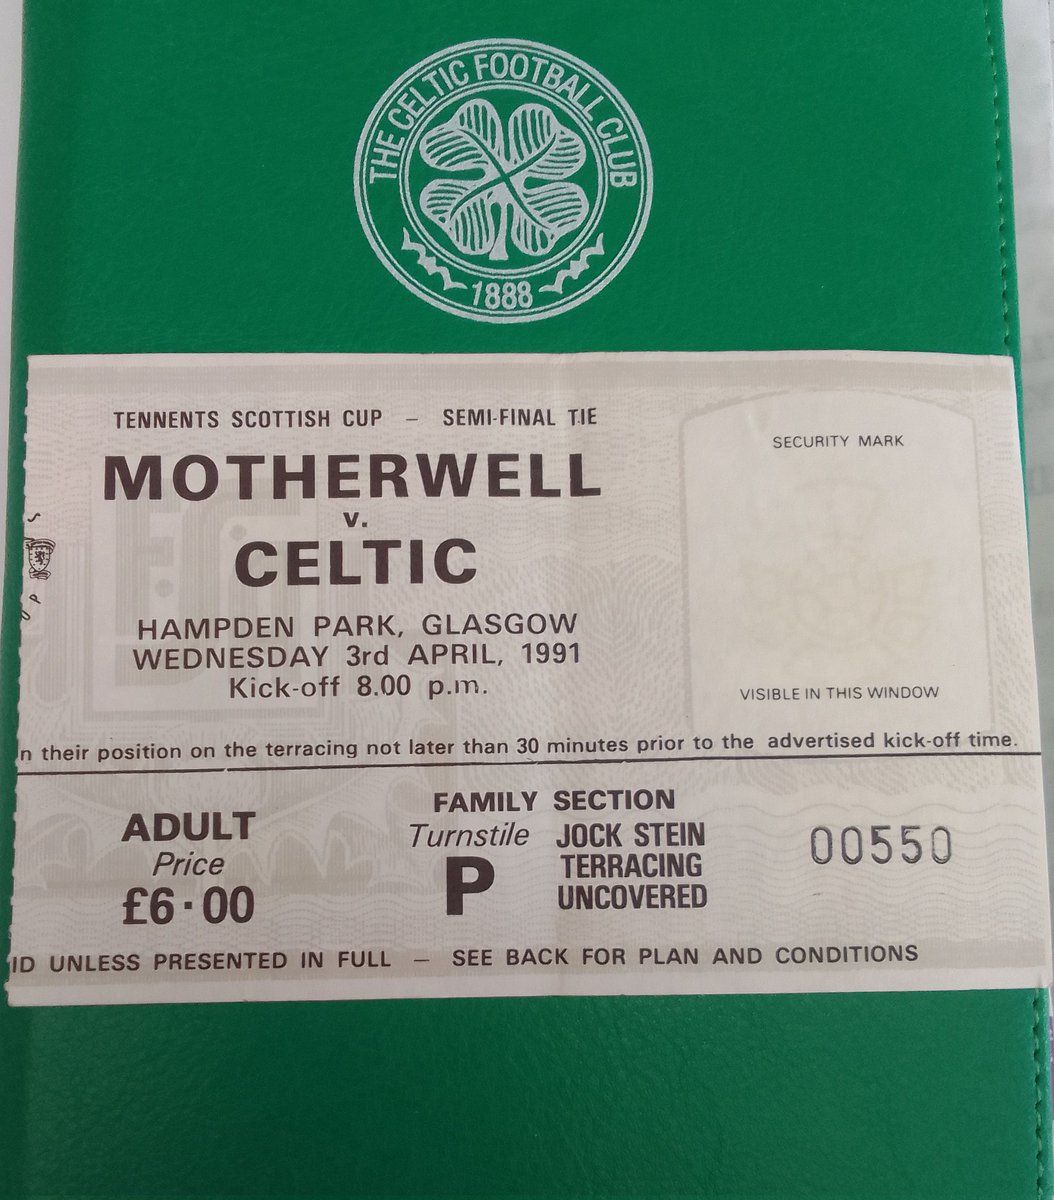 THE CELTIC FOOTBALL CLUB
1888
TENNENTS SCOTTISH CUP – SEMI-FINAL TIE
MOTHERWELL
v.
CELTIC
HAMPDEN PARK, GLASGOW
WEDNESDAY 3rd APRIL, 1991
Kick-off 8.00 p.m.
SECURITY MARK
VISIBLE IN THIS WINDOW
n their position on the terracing not later than 30 minutes prior to the advertised kick-off time.
ADULT
Price
£6·00
FAMILY SECTION
Turnstile
P
JOCK STEIN
TERRACING
UNCOVERED
00550
ID UNLESS PRESENTED IN FULL – SEE BACK FOR PLAN AND CONDITIONS